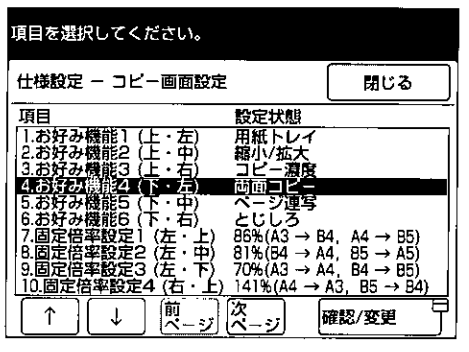 項目を選択してください。
仕様設定 － コピー画面設定
閉じる
項目 設定状態
1.お好み機能1 (上・左) 用紙トレイ
2.お好み機能2 (上・中) 縮小/拡大
3.お好み機能3 (上・右) コピー濃度
4.お好み機能4 (下・左) 両面コピー
5.お好み機能5 (下・中) ページ連写
6.お好み機能6 (下・右) とじしろ
7.固定倍率設定1 (左・上) 86%(A3 → B4, A4 → B5)
8.固定倍率設定2 (左・中) 81%(B4 → A4, B5 → A5)
9.固定倍率設定3 (左・下) 70%(A3 → A4, B4 → B5)
10.固定倍率設定4 (右・上) 141%(A4 → A3, B5 → B4)
↑ ↓ 前ページ 次ページ 確認/変更